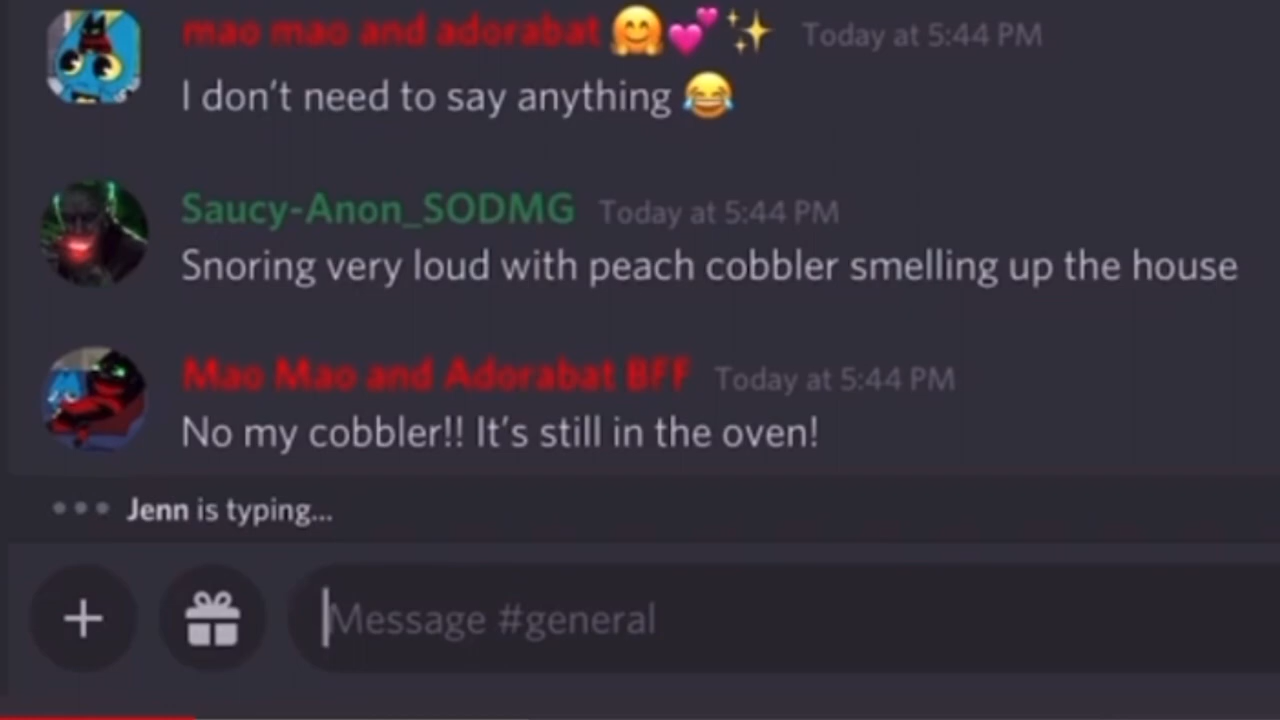 mao mao and adorabat 🤗💕✨ Today at 5:44 PM
I don't need to say anything 😂
Saucy-Anon_SODMG Today at 5:44 PM
Snoring very loud with peach cobbler smelling up the house
Mao Mao and Adorabat BFF Today at 5:44 PM
No my cobbler!! It's still in the oven!
Jenn is typing...
Message #general